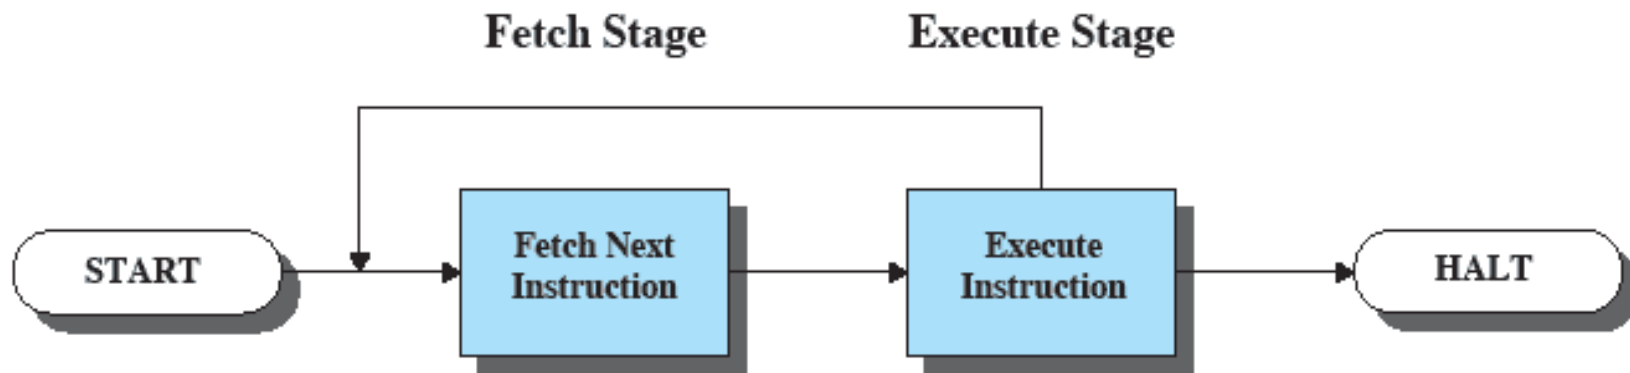 Fetch Stage
Execute Stage
START
Fetch Next
Instruction
Execute
Instruction
HALT